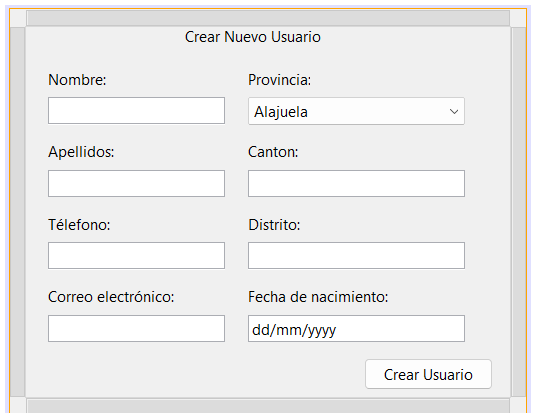 Crear Nuevo Usuario
Nombre:
Provincia:
Alajuela
Apellidos:
Canton:
Télefono:
Distrito:
Correo electrónico:
Fecha de nacimiento:
dd/mm/yyyy
Crear Usuario